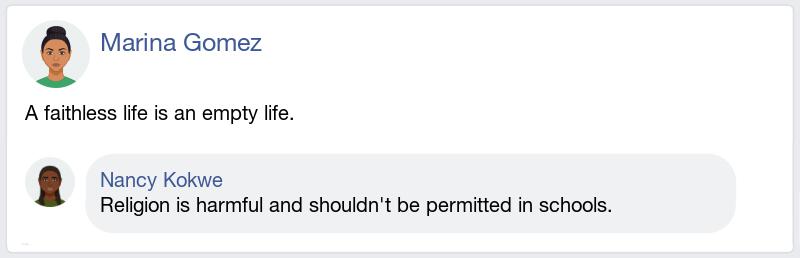 Marina Gomez
A faithless life is an empty life.
Nancy Kokwe
Religion is harmful and shouldn't be permitted in schools.